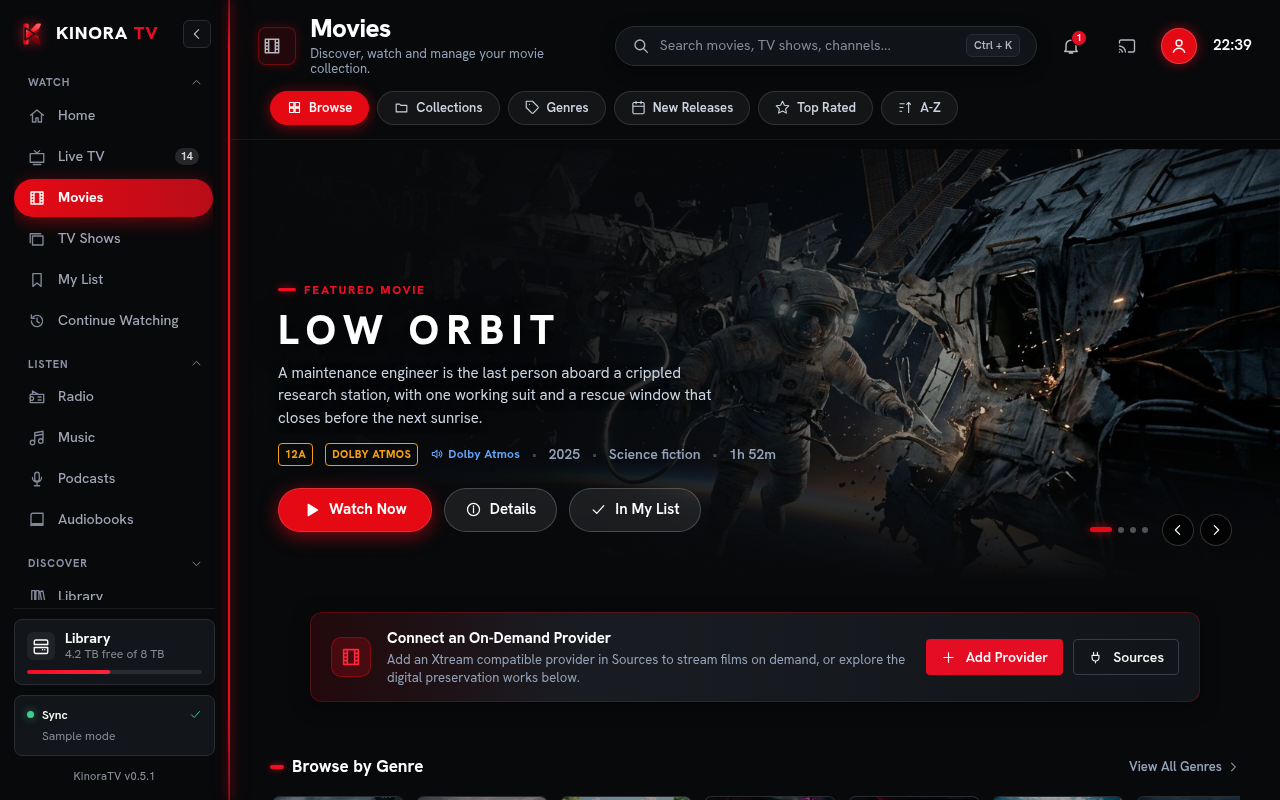 KINORA TV
WATCH
Home
Live TV
14
Movies
TV Shows
My List
Continue Watching
LISTEN
Radio
Music
Podcasts
Audiobooks
DISCOVER
Library
Library
4.2 TB free of 8 TB
Sync
Sample mode
KinoraTV v0.5.1
Movies
Discover, watch and manage your movie
collection.
Search movies, TV shows, channels...
Ctrl + K
1
22:39
Browse
Collections
Genres
New Releases
Top Rated
A-Z
FEATURED MOVIE
LOW ORBIT
A maintenance engineer is the last person aboard a crippled
research station, with one working suit and a rescue window that
closes before the next sunrise.
12A
DOLBY ATMOS
Dolby Atmos • 2025 • Science fiction • 1h 52m
Watch Now
Details
In My List
Connect an On-Demand Provider
Add an Xtream compatible provider in Sources to stream films on demand, or explore the
digital preservation works below.
Add Provider
Sources
Browse by Genre
View All Genres